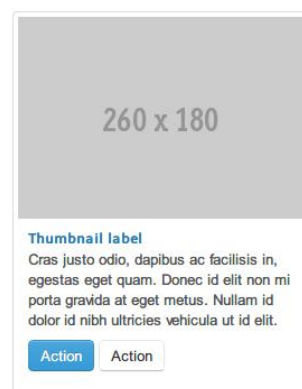 260 x 180
Thumbnail label
Cras justo odio, dapibus ac facilisis in,
egestas eget quam. Donec id elit non mi
porta gravida at eget metus. Nullam id
dolor id nibh ultricies vehicula ut id elit.
Action Action